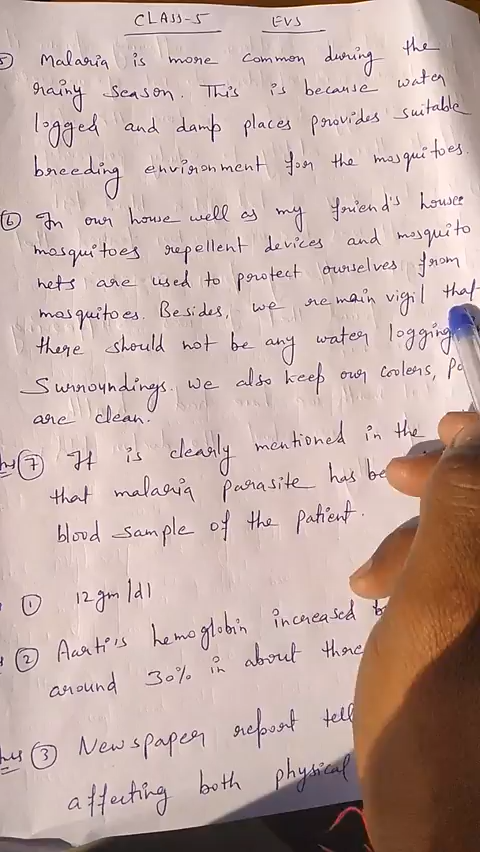 CLASS-5 EVS
5 Malaria is more common during the
rainy season. This is because water
logged and damp places provides suitable
breeding environment for the mosquitoes.
6 In our house well as my friend's house
mosquitoes repellent devices and mosquito
nets are used to protect ourselves from
mosquitoes. Besides, we remain vigil that
there should not be any water logging
Surroyndings. We also keep our coolers,
are clean.
7 It is clearly mentioned in the
that malaria parasite has be
blood sample of the patient.
1 12gm/dl
2 Aarti's hemoglobin increased
around 30% in about
3 Newspaper report
affecting both physical